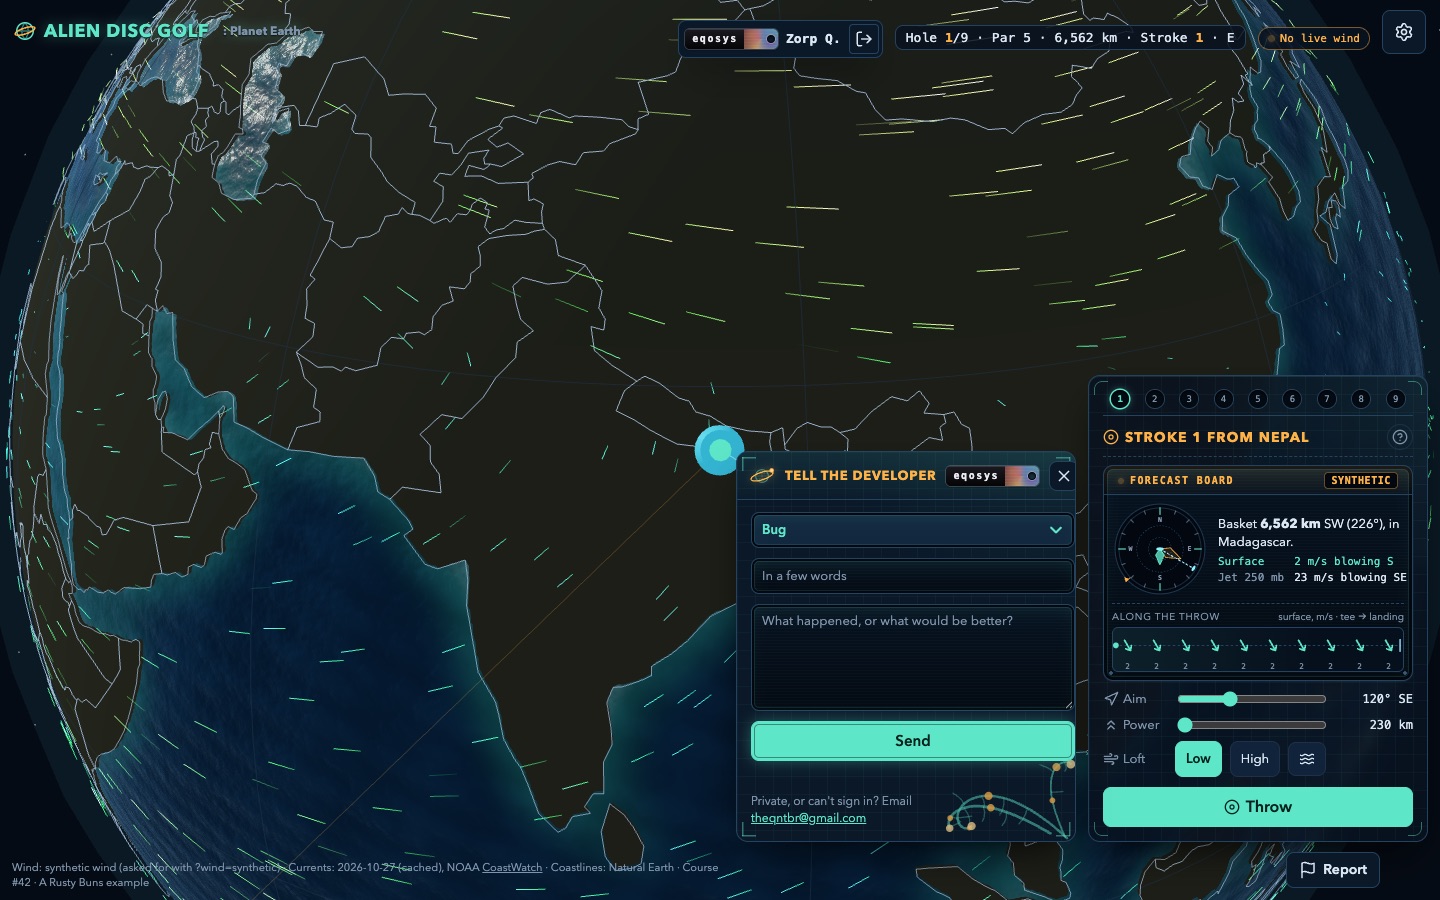 ALIEN DISC GOLF : Planet Earth
eqosys Zorp Q.
Hole 1/9 · Par 5 · 6,562 km · Stroke 1 · E
No live wind
1 2 3 4 5 6 7 8 9
STROKE 1 FROM NEPAL
FORECAST BOARD SYNTHETIC
N
W E
S
Basket 6,562 km SW (226°), in
Madagascar.
Surface 2 m/s blowing S
Jet 250 mb 23 m/s blowing SE
ALONG THE THROW surface, m/s · tee → landing
2 2 2 2 2 2 2 2 2 2
Aim 120° SE
Power 230 km
Loft Low High
Throw
TELL THE DEVELOPER eqosys
Bug
In a few words
What happened, or what would be better?
Send
Private, or can't sign in? Email
theqntbr@gmail.com
Wind: synthetic wind (asked for with ?wind=synthetic) · Currents: 2026-10-27 (cached), NOAA CoastWatch · Coastlines: Natural Earth · Course
#42 · A Rusty Buns example
Report